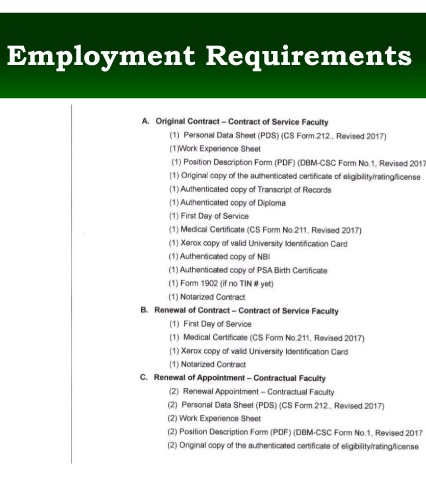 Employment Requirements
A. Original Contract – Contract of Service Faculty
(1) Personal Data Sheet (PDS) (CS Form.212., Revised 2017)
(1)Work Experience Sheet
(1) Position Description Form (PDF) (DBM-CSC Form No.1, Revised 2017
(1) Original copy of the authenticated certificate of eligibility/rating/license
(1) Authenticated copy of Transcript of Records
(1) Authenticated copy of Diploma
(1) First Day of Service
(1) Medical Certificate (CS Form No.211, Revised 2017)
(1) Xerox copy of valid University Identification Card
(1) Authenticated copy of NBI
(1) Authenticated copy of PSA Birth Certificate
(1) Form 1902 (if no TIN # yet)
(1) Notarized Contract
B. Renewal of Contract – Contract of Service Faculty
(1) First Day of Service
(1) Medical Certificate (CS Form No.211, Revised 2017)
(1) Xerox copy of valid University Identification Card
(1) Notarized Contract
C. Renewal of Appointment – Contractual Faculty
(2) Renewal Appointment – Contractual Faculty
(2) Personal Data Sheet (PDS) (CS Form.212., Revised 2017)
(2) Work Experience Sheet
(2) Position Description Form (PDF) (DBM-CSC Form No.1, Revised 2017
(2) Original copy of the authenticated certificate of eligibility/rating/license